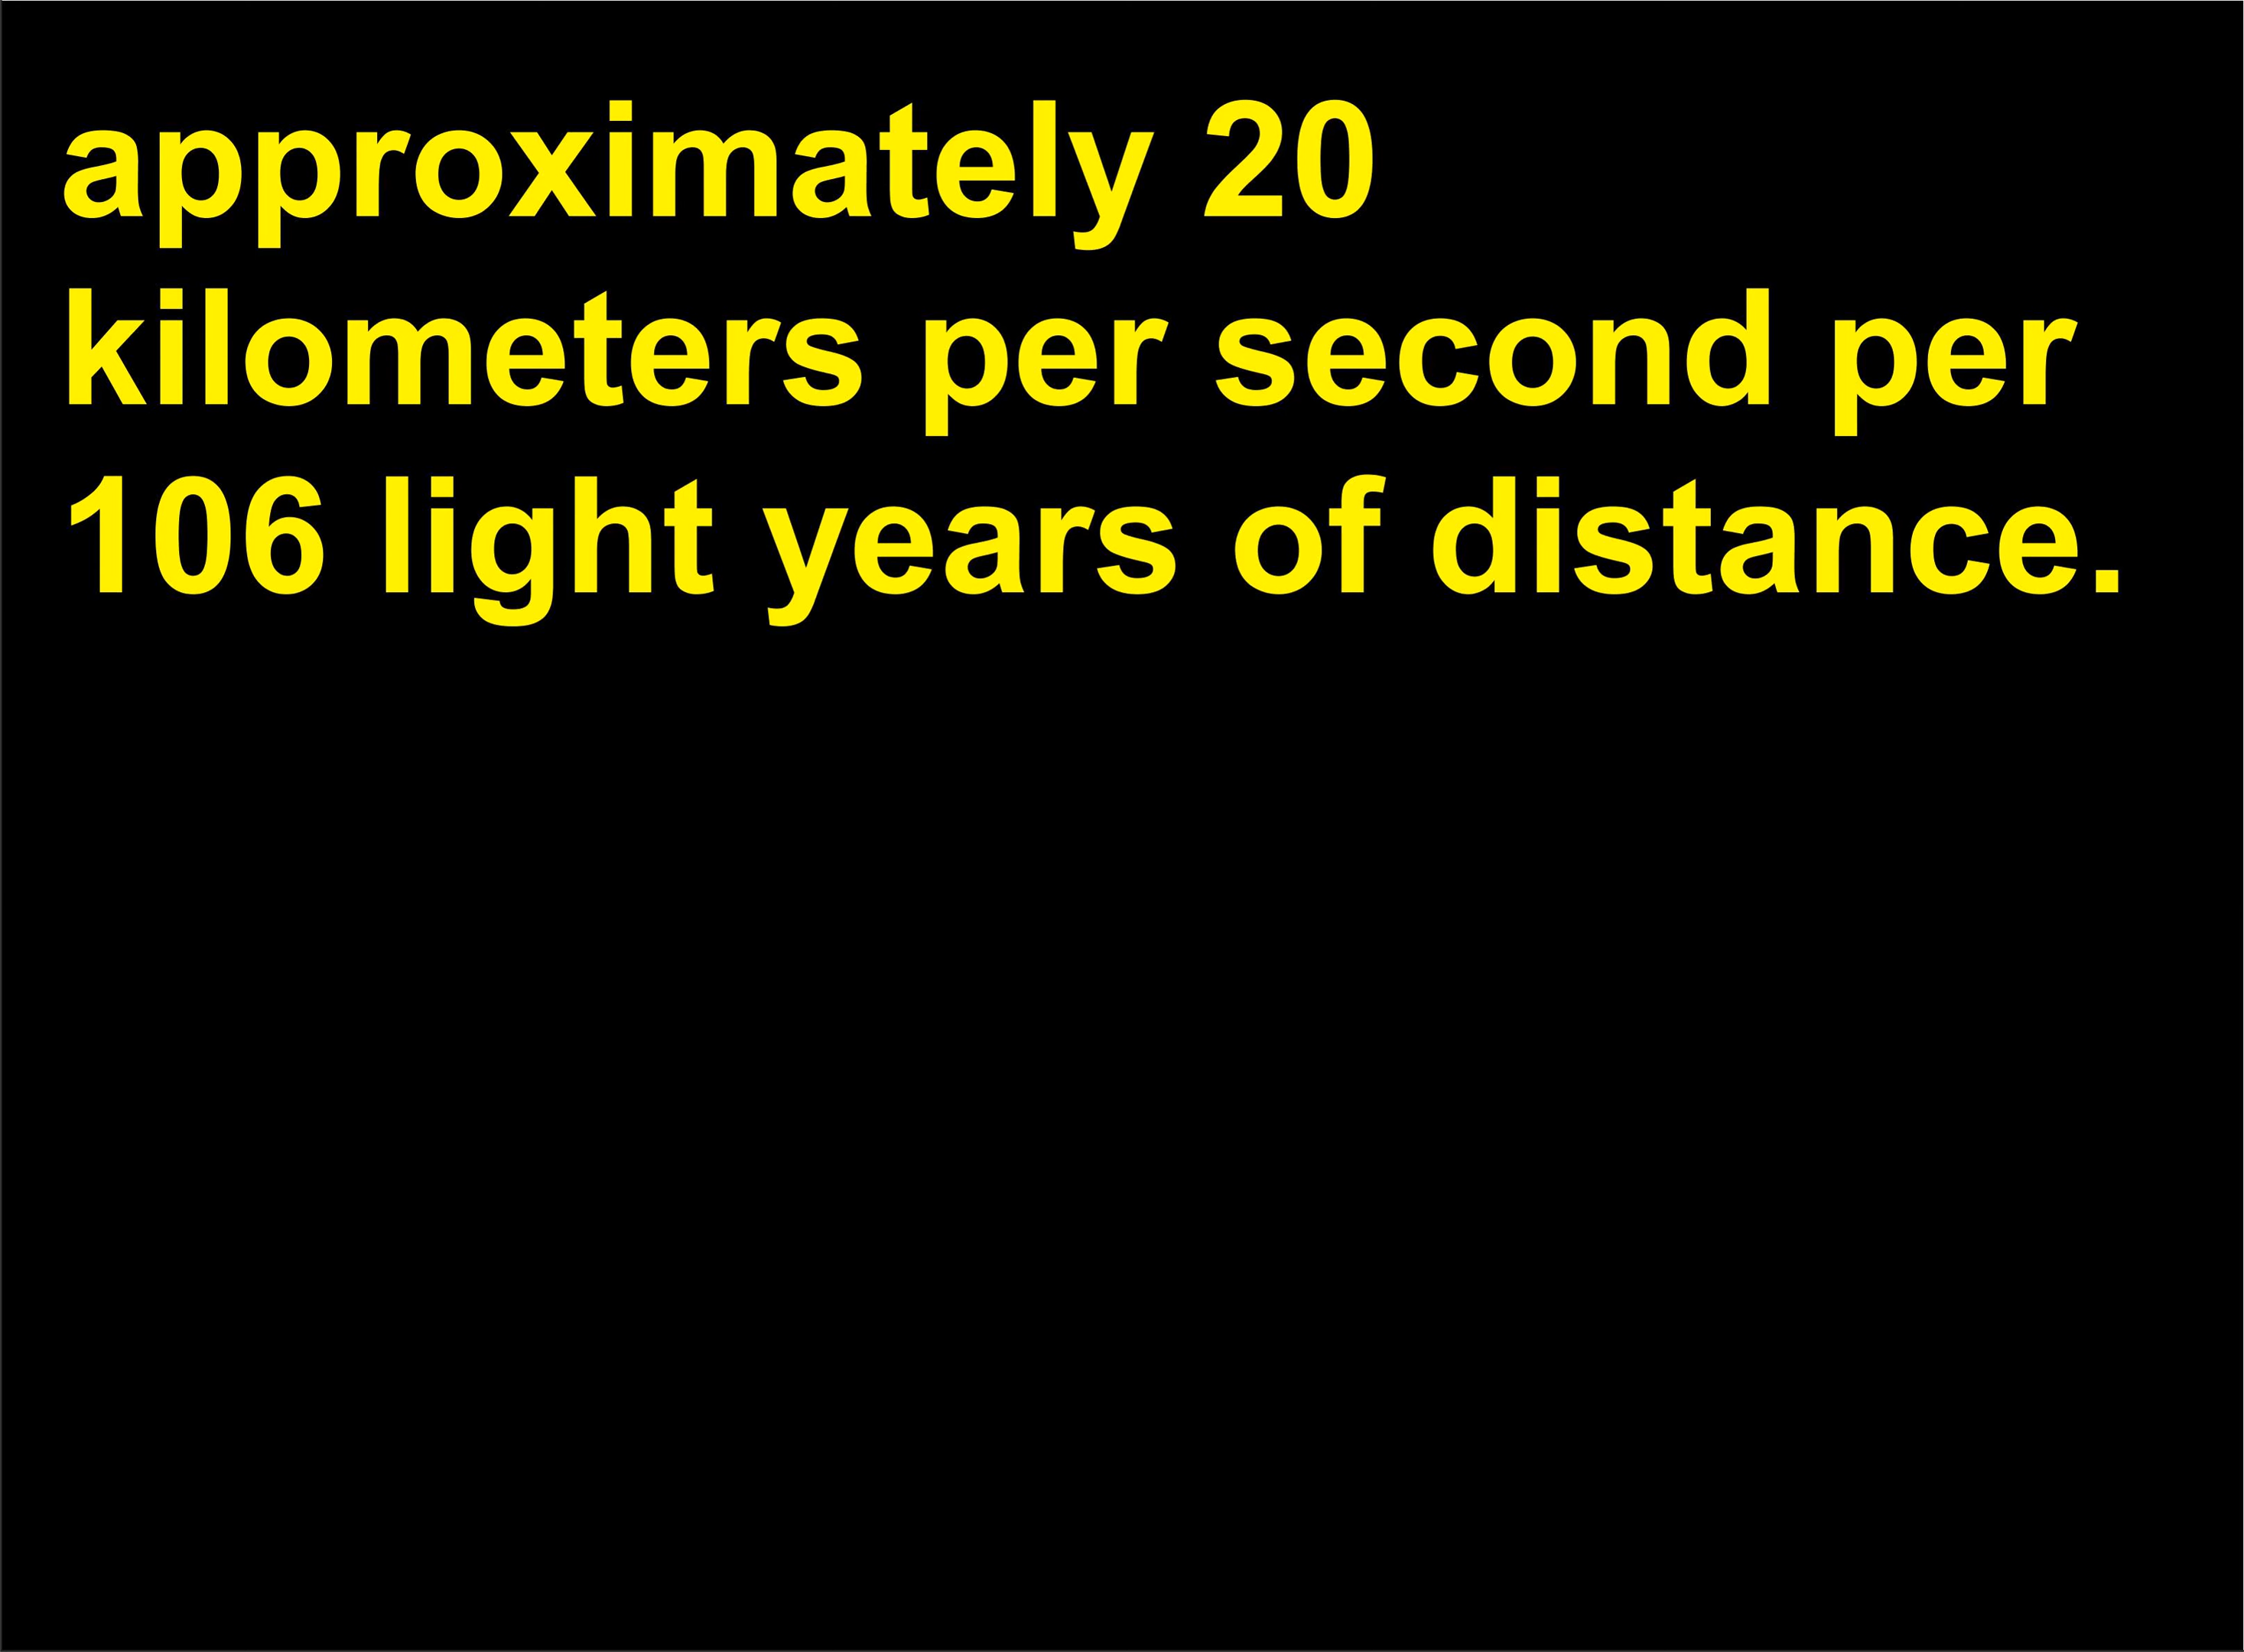 approximately 20
kilometers per second per
106 light years of distance.